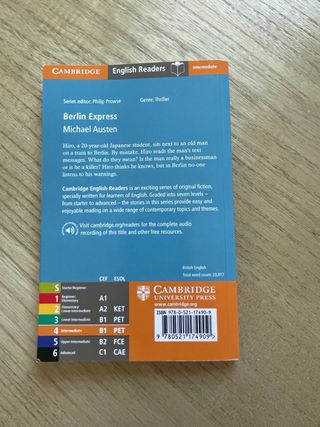 CAMBRIDGE English Readers Intermediate
Series editor: Philip Prowse Genre: Thriller
Berlin Express
Michael Austen
Hiro, a 20-year-old Japanese student, sits next to an old man
on a train to Berlin. By mistake, Hiro reads the man's text
messages. What do they mean? Is the man really a businessman
or is he a killer? Hiro thinks he knows, but in Berlin no-one
listens to his warnings.
Cambridge English Readers is an exciting series of original fiction,
specially written for learners of English. Graded into seven levels –
from starter to advanced – the stories in this series provide easy and
enjoyable reading on a wide range of contemporary topics and themes.
Visit cambridge.org/readers for the complete audio
recording of this title and other free resources.
British English
Total word count: 23,817
CEF ESOL
S Starter/Beginner
1 Beginner/Elementary A1
2 Elementary/Lower-intermediate A2 KET
3 Lower-intermediate B1 PET
4 Intermediate B1 PET
5 Upper-intermediate B2 FCE
6 Advanced C1 CAE
CAMBRIDGE
UNIVERSITY PRESS
www.cambridge.org
ISBN 978-0-521-17490-9
9 780521 174909